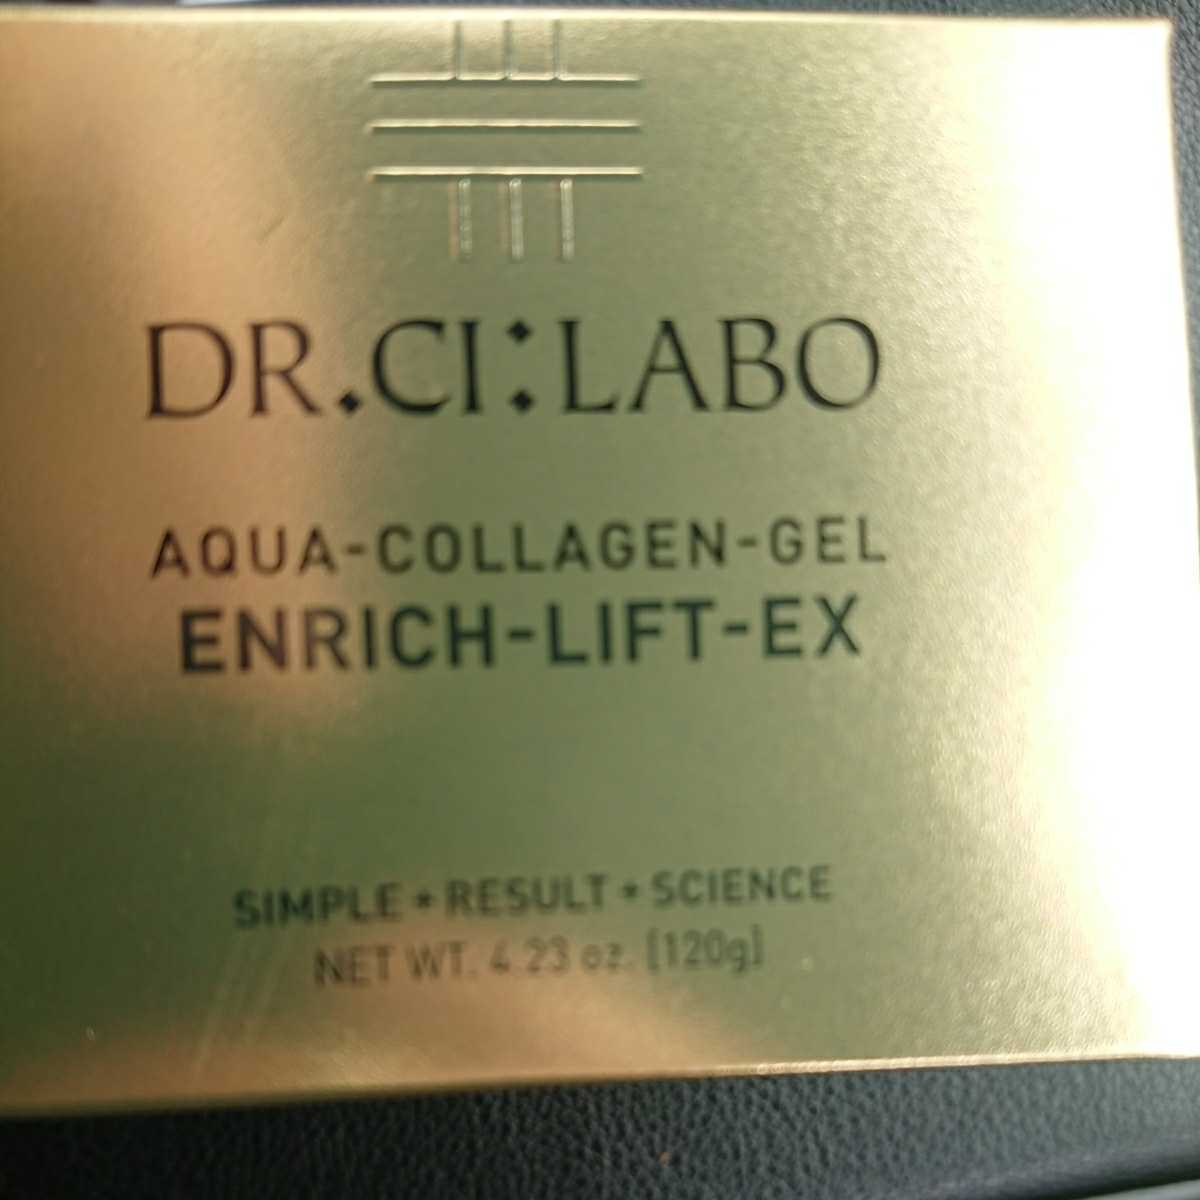 DR.CI:LABO
AQUA-COLLAGEN-GEL
ENRICH-LIFT-EX
SIMPLE • RESULT • SCIENCE
NET WT. 4.23 oz. [120g]